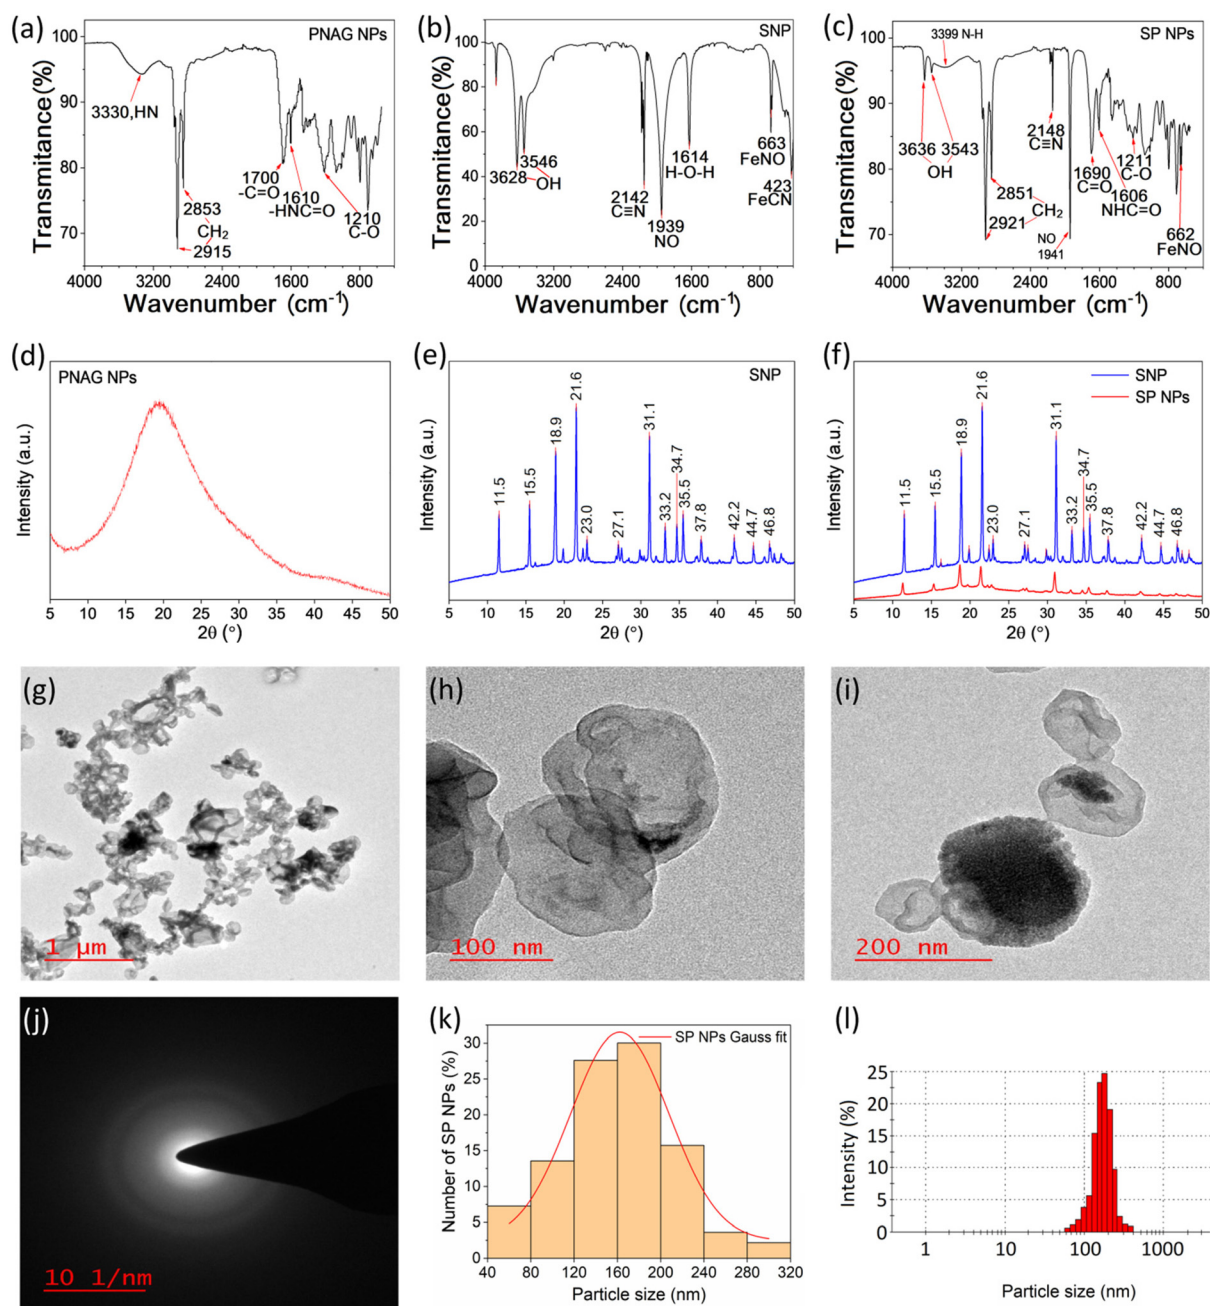 (a)
PNAG NPs
100
90
80
70
3330,HN
1700
-C=O
1610
-HNC=O
1210
C-O
2853
CH2
2915
4000 3200 2400 1600 800
Transmitance (%)
Wavenumber (cm-1)
(b)
SNP
100
80
60
40
20
0
3546
3628
OH
2142
C≡N
1939
NO
1614
H-O-H
663
FeNO
423
FeCN
4000 3200 2400 1600 800
Transmitance (%)
Wavenumber (cm-1)
(c)
SP NPs
3399 N-H
100
90
80
70
3636 3543
OH
2148
C≡N
2851
CH2
2921
NO
1941
1690
C=O
1606
NHC=O
1211
C-O
662
FeNO
4000 3200 2400 1600 800
Transmitance (%)
Wavenumber (cm-1)
(d)
PNAG NPs
Intensity (a.u.)
5 10 15 20 25 30 35 40 45 50
2θ (°)
(e)
SNP
11.5
15.5
18.9
21.6
23.0
27.1
31.1
33.2
34.7
35.5
37.8
42.2
44.7
46.8
Intensity (a.u.)
5 10 15 20 25 30 35 40 45 50
2θ (°)
(f)
SNP
SP NPs
11.5
15.5
18.9
21.6
23.0
27.1
31.1
33.2
34.7
35.5
37.8
42.2
44.7
46.8
Intensity (a.u.)
5 10 15 20 25 30 35 40 45 50
2θ (°)
(g)
1 µm
(h)
100 nm
(i)
200 nm
(j)
10 1/nm
(k)
SP NPs Gauss fit
30
25
20
15
10
5
0
Number of SP NPs (%)
40 80 120 160 200 240 280 320
Particle size (nm)
(l)
25
20
15
10
5
0
Intensity (%)
1 10 100 1000
Particle size (nm)